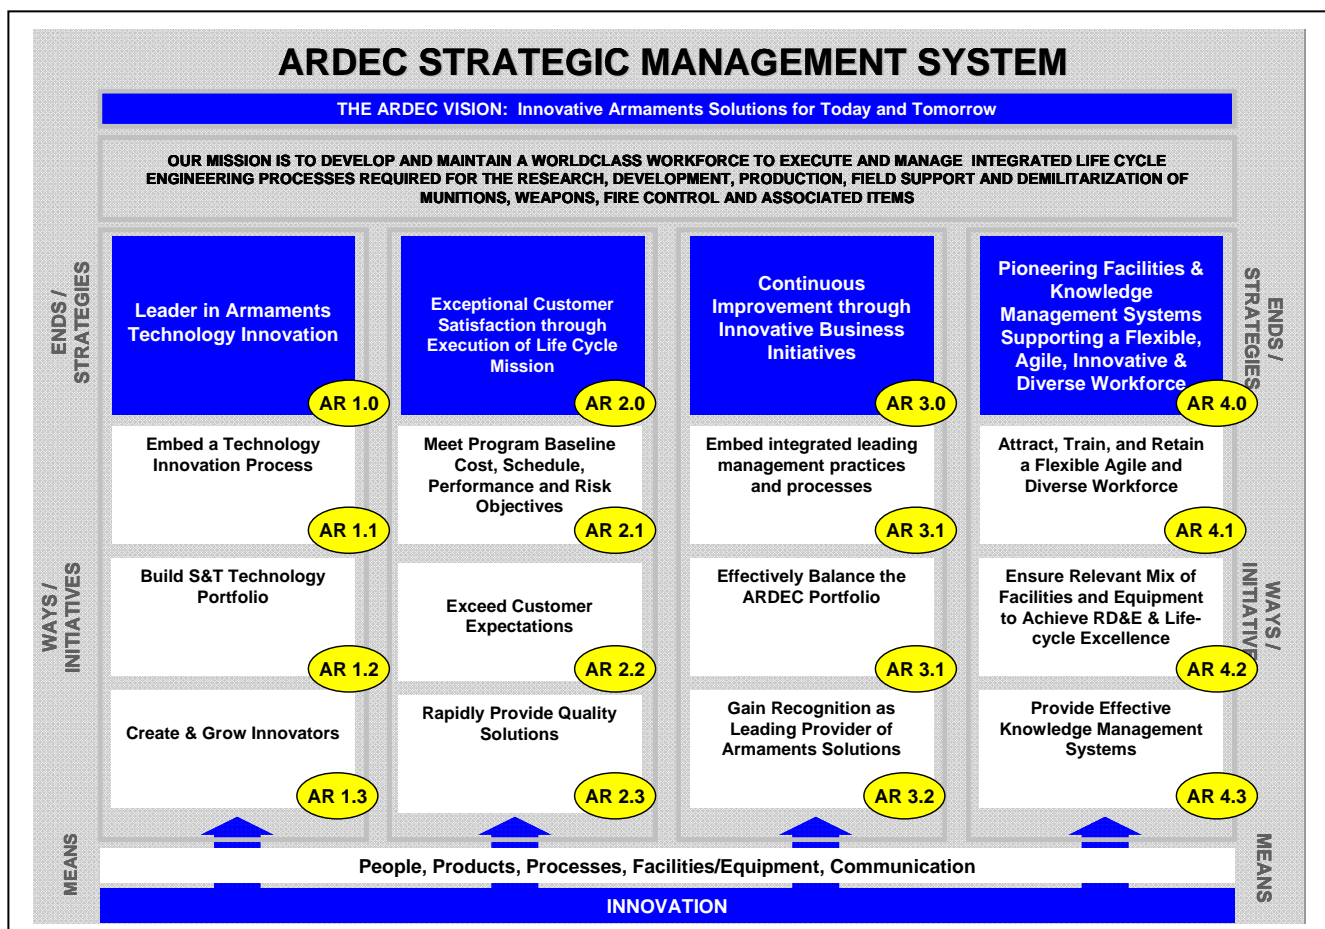 ARDEC STRATEGIC MANAGEMENT SYSTEM
THE ARDEC VISION: Innovative Armaments Solutions for Today and Tomorrow
OUR MISSION IS TO DEVELOP AND MAINTAIN A WORLDCLASS WORKFORCE TO EXECUTE AND MANAGE INTEGRATED LIFE CYCLE
ENGINEERING PROCESSES REQUIRED FOR THE RESEARCH, DEVELOPMENT, PRODUCTION, FIELD SUPPORT AND DEMILITARIZATION OF
MUNITIONS, WEAPONS, FIRE CONTROL AND ASSOCIATED ITEMS
ENDS /
STRATEGIES
Leader in Armaments
Technology Innovation
AR 1.0
Exceptional Customer
Satisfaction through
Execution of Life Cycle
Mission
AR 2.0
Continuous
Improvement through
Innovative Business
Initiatives
AR 3.0
Pioneering Facilities &
Knowledge
Management Systems
Supporting a Flexible,
Agile, Innovative &
Diverse Workforce
AR 4.0
ENDS /
STRATEGIES
WAYS /
INITIATIVES
Embed a Technology
Innovation Process
AR 1.1
Meet Program Baseline
Cost, Schedule,
Performance and Risk
Objectives
AR 2.1
Embed integrated leading
management practices
and processes
AR 3.1
Attract, Train, and Retain
a Flexible Agile and
Diverse Workforce
AR 4.1
Build S&T Technology
Portfolio
AR 1.2
Exceed Customer
Expectations
AR 2.2
Effectively Balance the
ARDEC Portfolio
AR 3.1
Ensure Relevant Mix of
Facilities and Equipment
to Achieve RD&E & Life-
cycle Excellence
AR 4.2
WAYS /
INITIATIVE
Create & Grow Innovators
AR 1.3
Rapidly Provide Quality
Solutions
AR 2.3
Gain Recognition as
Leading Provider of
Armaments Solutions
AR 3.2
Provide Effective
Knowledge Management
Systems
AR 4.3
MEANS
People, Products, Processes, Facilities/Equipment, Communication
INNOVATION
MEANS